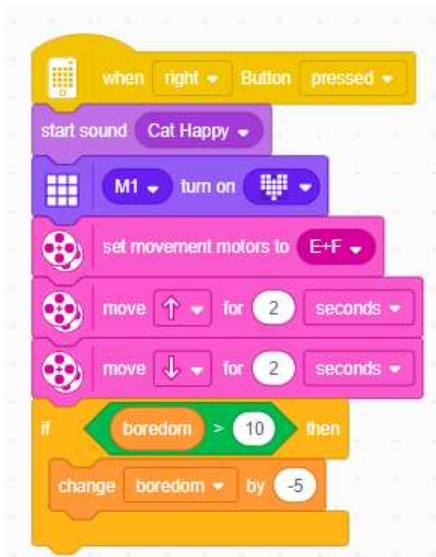 when right Button pressed
start sound Cat Happy
M1 turn on
set movement motors to E+F
move for 2 seconds
move for 2 seconds
if boredom > 10 then
change boredom by -5